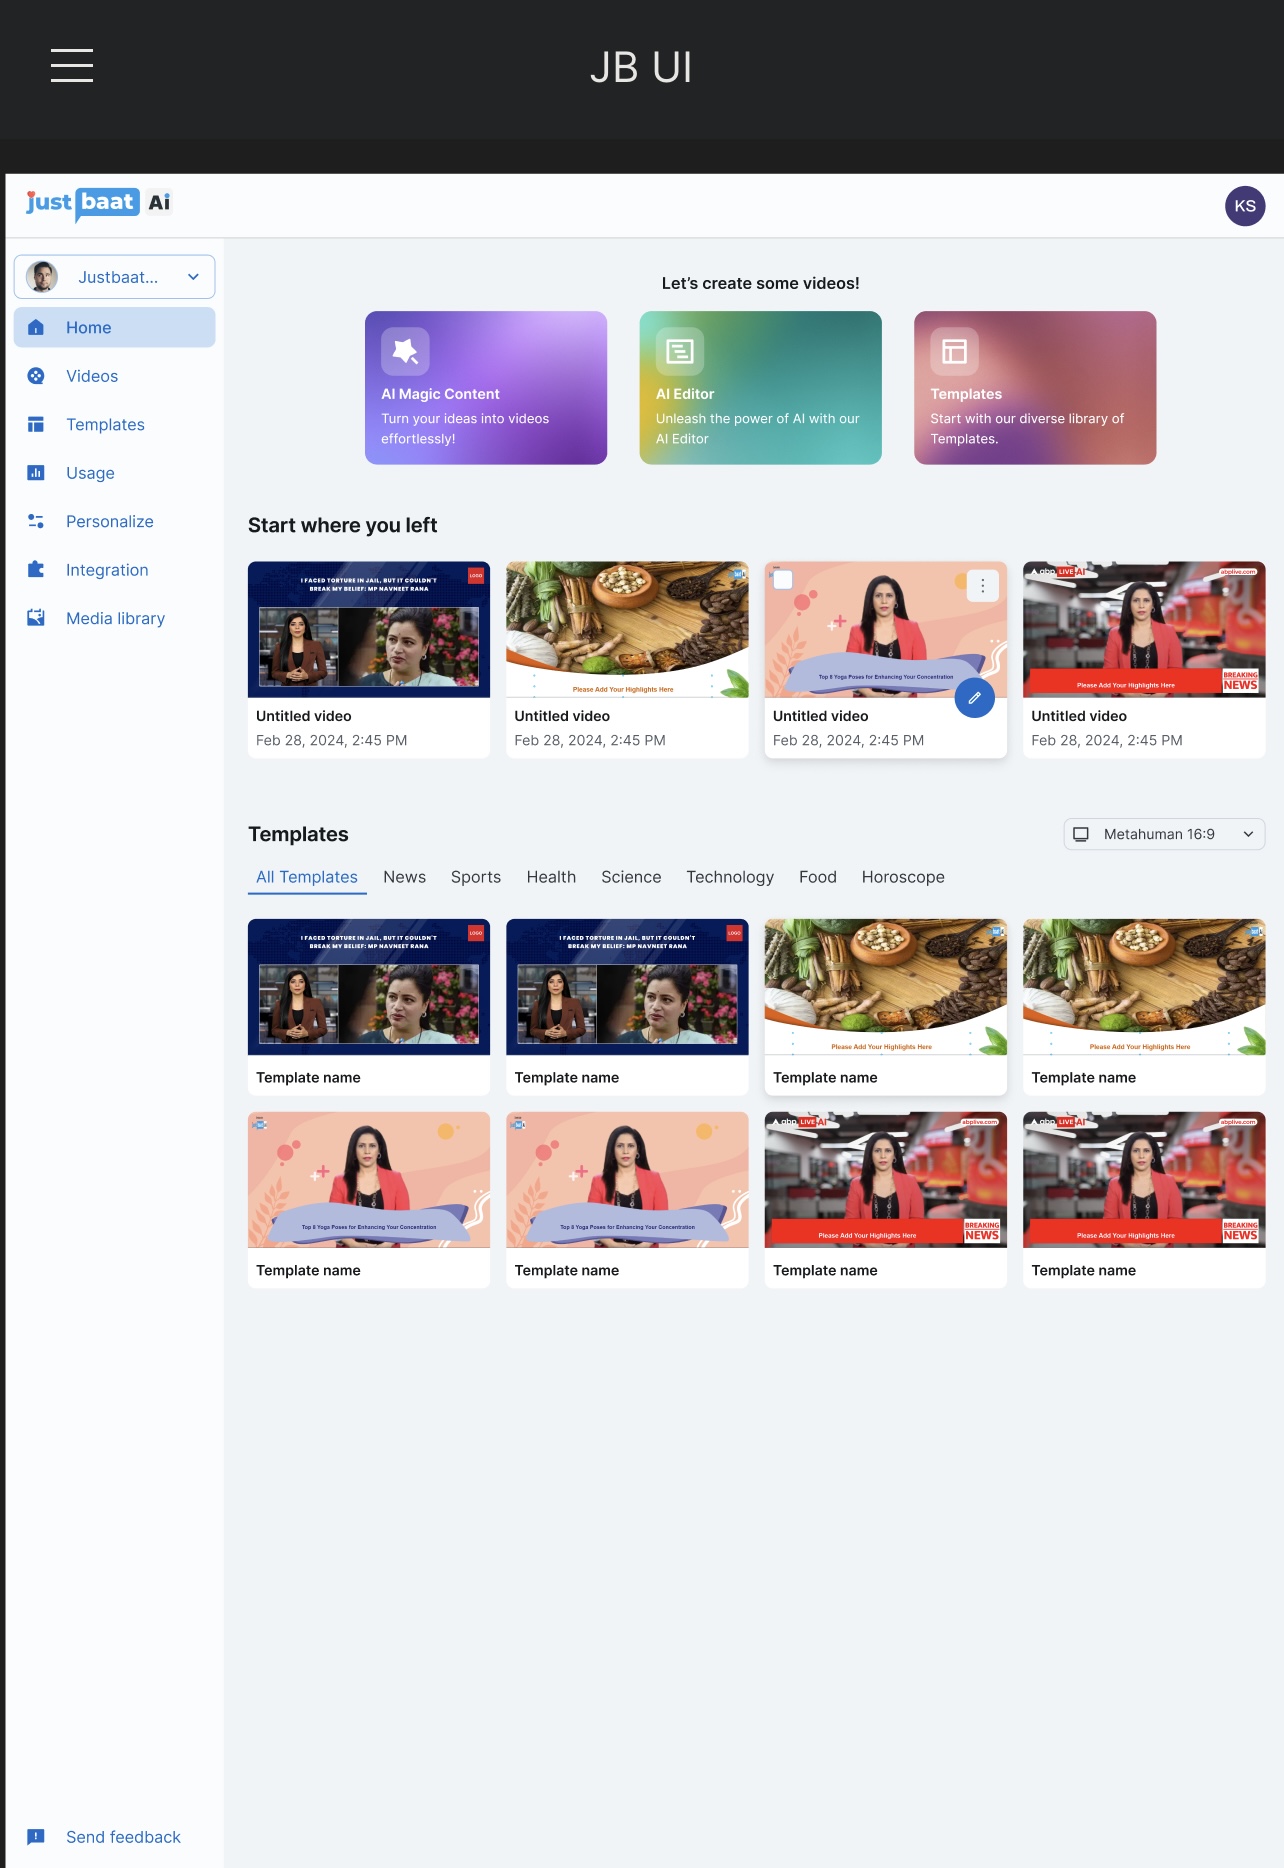 JB UI
just baat Ai
KS
Justbaat...
Home
Videos
Templates
Usage
Personalize
Integration
Media library
Send feedback
Let's create some videos!
AI Magic Content
Turn your ideas into videos
effortlessly!
AI Editor
Unleash the power of AI with our
AI Editor
Templates
Start with our diverse library of
Templates.
Start where you left
I FACED TORTURE IN JAIL, BUT IT COULDN'T
BREAK MY BELIEF: MP NAVNEET RANA
LOGO
Untitled video
Feb 28, 2024, 2:45 PM
Please Add Your Highlights Here
Untitled video
Feb 28, 2024, 2:45 PM
Top 8 Yoga Poses for Enhancing Your Concentration
Untitled video
Feb 28, 2024, 2:45 PM
abp LIVE AI
abplive.com
Please Add Your Highlights Here
BREAKING
NEWS
Untitled video
Feb 28, 2024, 2:45 PM
Templates
Metahuman 16:9
All Templates News Sports Health Science Technology Food Horoscope
I FACED TORTURE IN JAIL, BUT IT COULDN'T
BREAK MY BELIEF: MP NAVNEET RANA
LOGO
Template name
I FACED TORTURE IN JAIL, BUT IT COULDN'T
BREAK MY BELIEF: MP NAVNEET RANA
LOGO
Template name
Please Add Your Highlights Here
Template name
Please Add Your Highlights Here
Template name
Top 8 Yoga Poses for Enhancing Your Concentration
Template name
Top 8 Yoga Poses for Enhancing Your Concentration
Template name
abp LIVE AI
abplive.com
Please Add Your Highlights Here
BREAKING
NEWS
Template name
abp LIVE AI
abplive.com
Please Add Your Highlights Here
BREAKING
NEWS
Template name